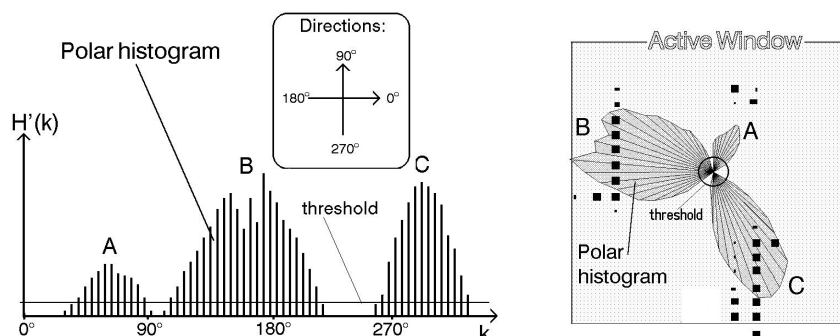 Directions:
90°
180°
0°
270°
Polar histogram
H'(k)
A
B
C
threshold
0°
90°
180°
270°
k
Active Window
B
A
threshold
Polar
histogram
C